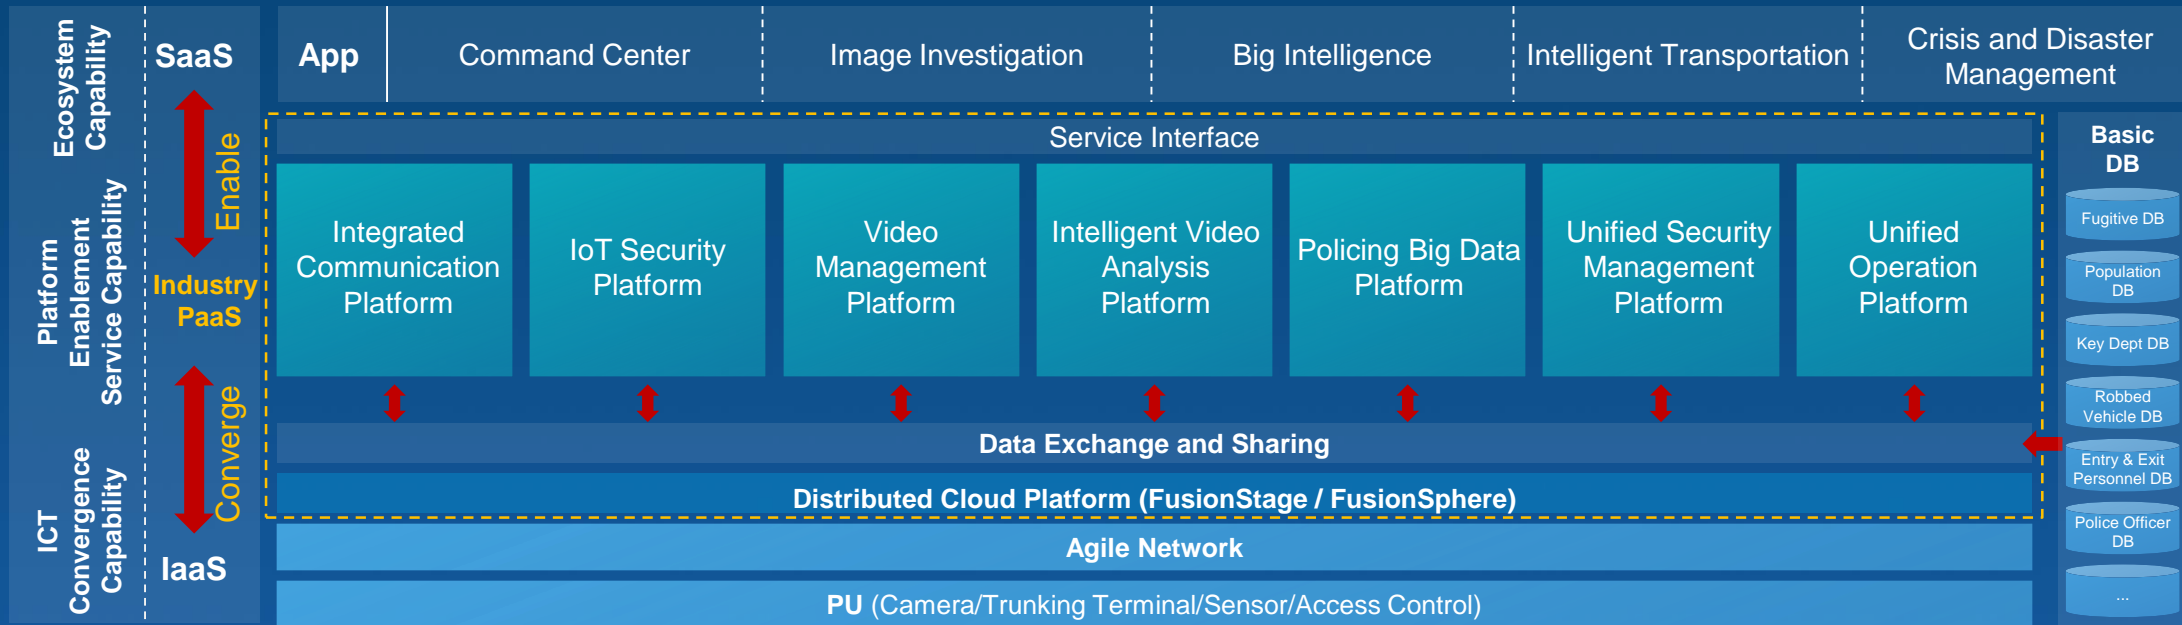 Ecosystem
Capability
Platform
Enablement
Service Capability
ICT
Convergence
Capability
SaaS
Enable
Industry
PaaS
Converge
IaaS
App
Command Center
Image Investigation
Big Intelligence
Intelligent Transportation
Crisis and Disaster
Management
Service Interface
Integrated
Communication
Platform
IoT Security
Platform
Video
Management
Platform
Intelligent Video
Analysis
Platform
Policing Big Data
Platform
Unified Security
Management
Platform
Unified
Operation
Platform
Data Exchange and Sharing
Distributed Cloud Platform (FusionStage / FusionSphere)
Agile Network
PU (Camera/Trunking Terminal/Sensor/Access Control)
Basic
DB
Fugitive DB
Population
DB
Key Dept DB
Robbed
Vehicle DB
Entry & Exit
Personnel DB
Police Officer
DB
...